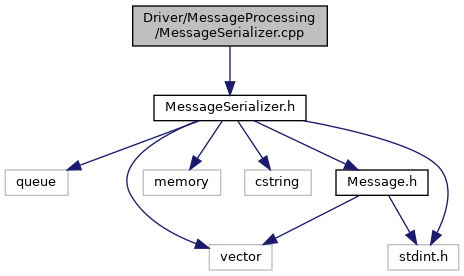 Driver/MessageProcessing
/MessageSerializer.cpp
MessageSerializer.h
queue
memory
cstring
Message.h
vector
stdint.h